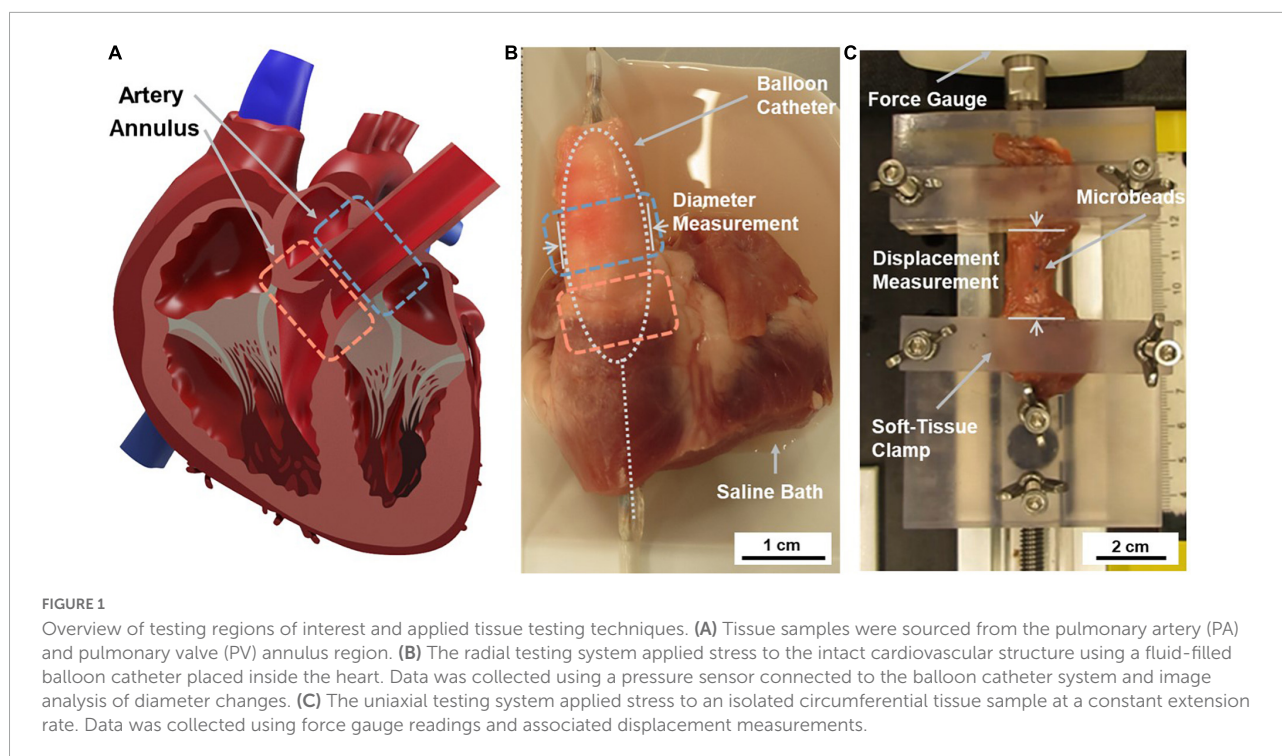 A
Artery
Annulus
B
Balloon
Catheter
Diameter
Measurement
Saline Bath
1 cm
C
Force Gauge
Microbeads
Displacement
Measurement
Soft-Tissue
Clamp
2 cm
FIGURE 1
Overview of testing regions of interest and applied tissue testing techniques. (A) Tissue samples were sourced from the pulmonary artery (PA)
and pulmonary valve (PV) annulus region. (B) The radial testing system applied stress to the intact cardiovascular structure using a fluid-filled
balloon catheter placed inside the heart. Data was collected using a pressure sensor connected to the balloon catheter system and image
analysis of diameter changes. (C) The uniaxial testing system applied stress to an isolated circumferential tissue sample at a constant extension
rate. Data was collected using force gauge readings and associated displacement measurements.